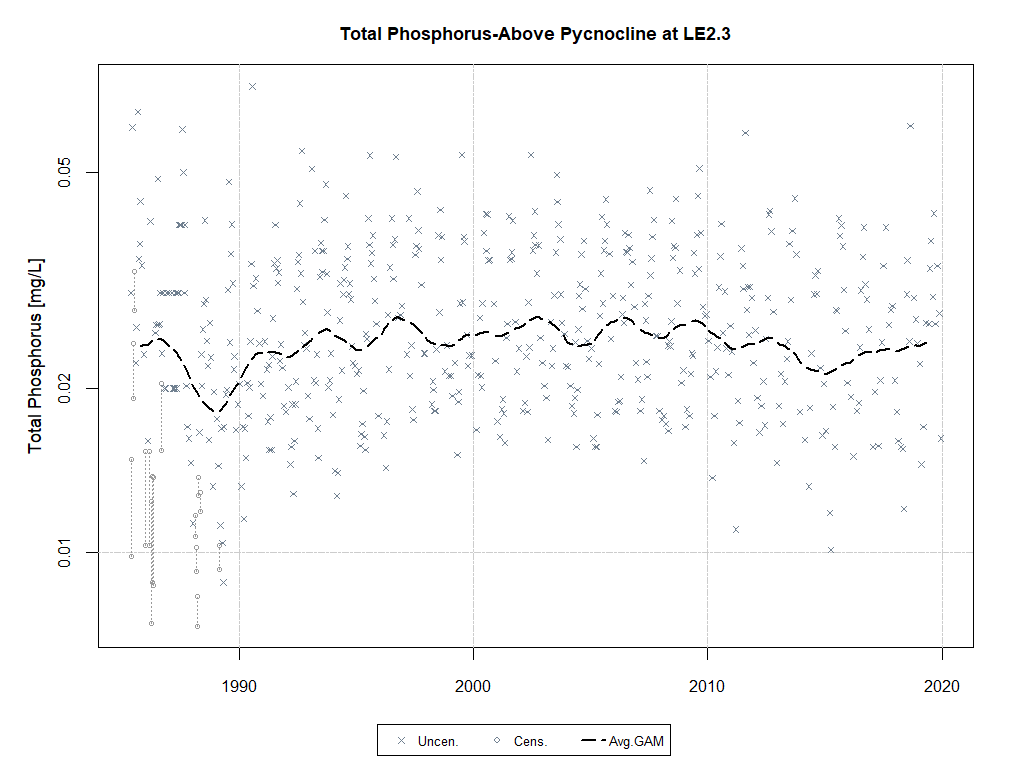 Total Phosphorus-Above Pycnocline at LE2.3
Total Phosphorus [mg/L]
0.05
0.02
0.01
1990 2000 2010 2020
Uncen. Cens. Avg.GAM